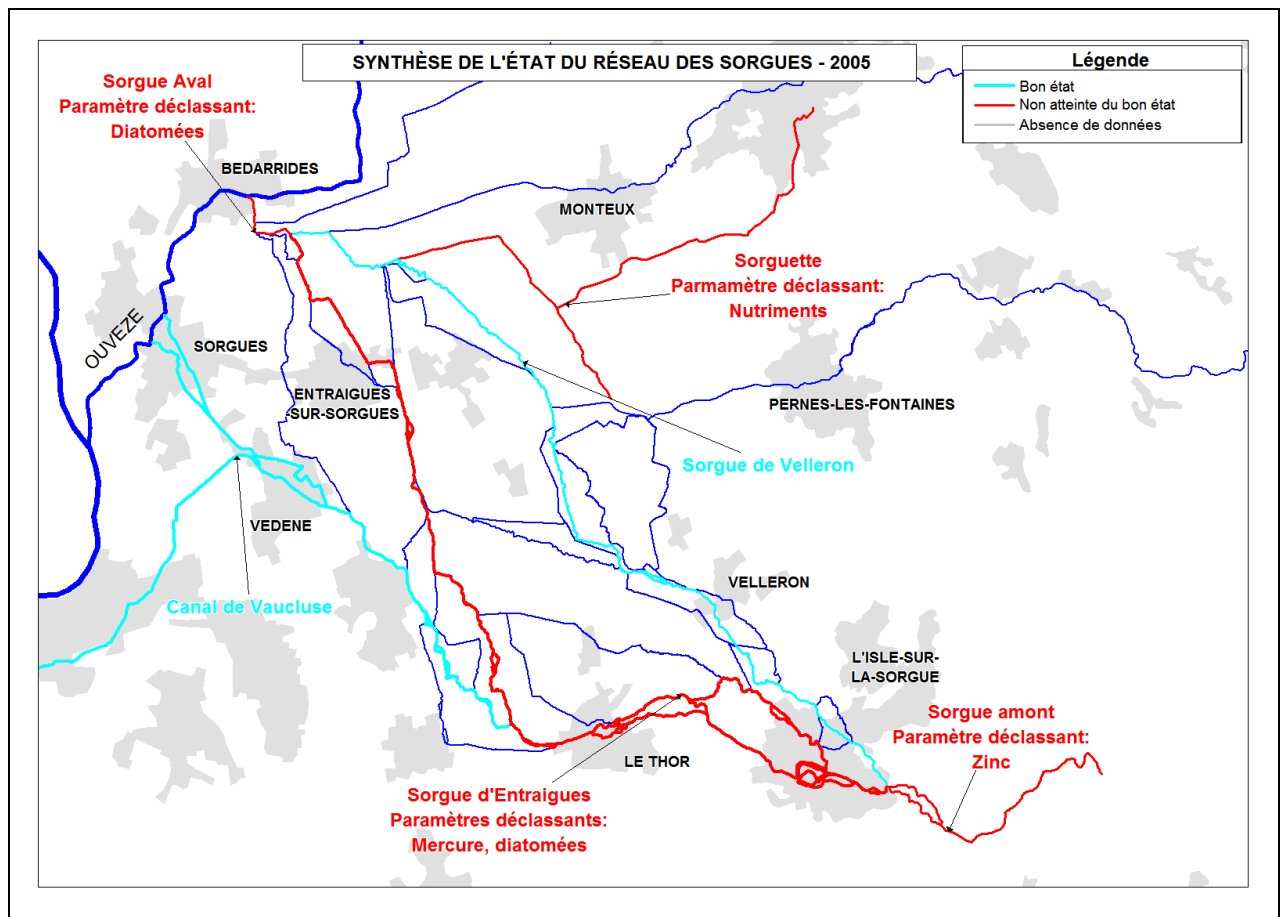 SYNTHÈSE DE L'ÉTAT DU RÉSEAU DES SORGUES - 2005
Légende
Bon état
Non atteinte du bon état
Absence de données
Sorgue Aval
Paramètre déclassant:
Diatomées
BEDARRIDES
MONTEUX
Sorguette
Parmamètre déclassant:
Nutriments
OUVEZE
SORGUES
ENTRAIGUES
-SUR-SORGUES
PERNES-LES-FONTAINES
Sorgue de Velleron
VEDENE
VELLERON
Canal de Vaucluse
L'ISLE-SUR-
LA-SORGUE
Sorgue amont
Paramètre déclassant:
Zinc
LE THOR
Sorgue d'Entraigues
Paramètres déclassants:
Mercure, diatomées